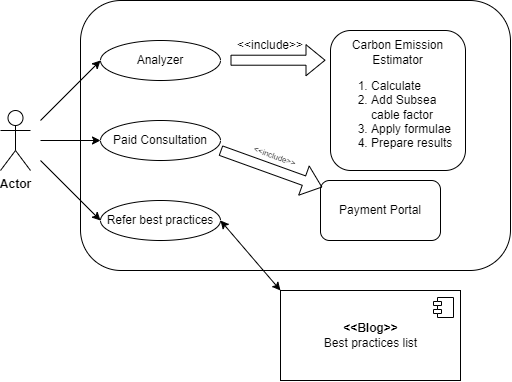 <<include>>
Carbon Emission
Estimator
Analyzer
1. Calculate
2. Add Subsea
cable factor
3. Apply formulae
4. Prepare results
Paid Consultation
<<include>>
Actor
Payment Portal
Refer best practices
<<Blog>>
Best practices list